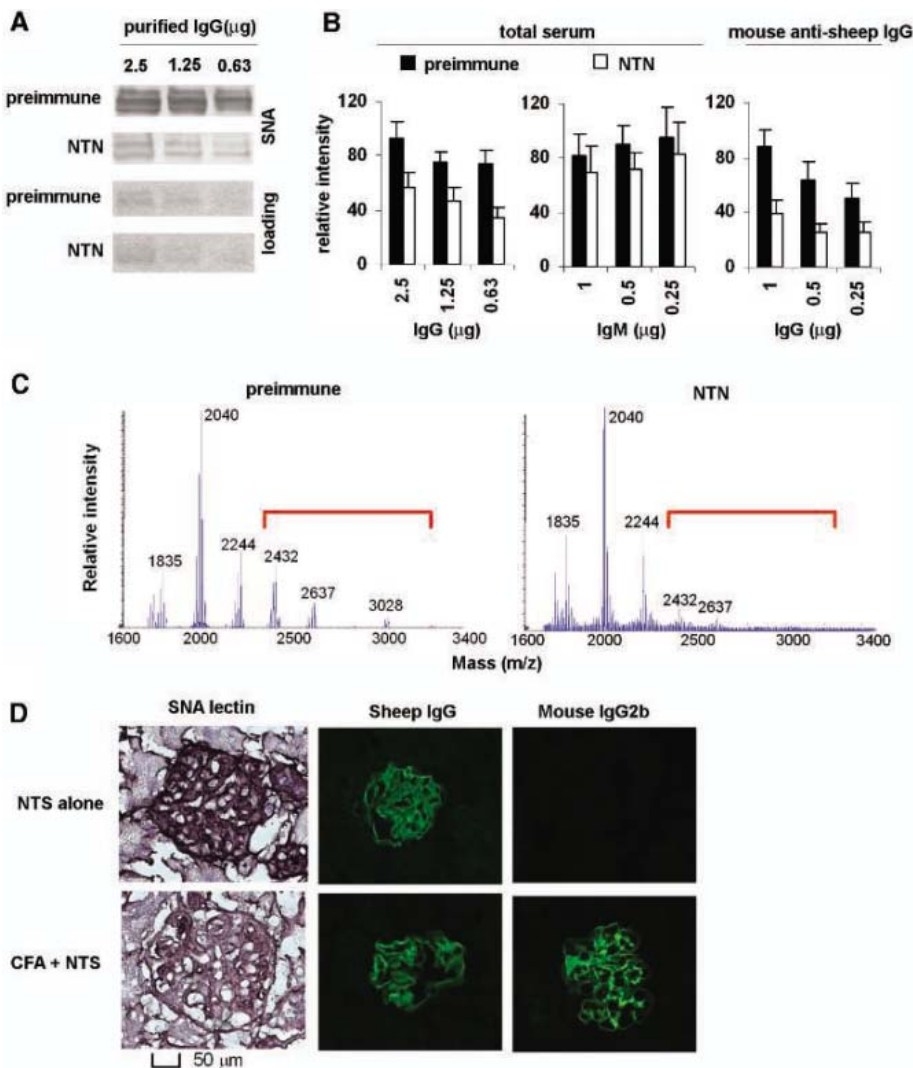 A
purified IgG(µg)
2.5 1.25 0.63
preimmune
NTN
SNA
preimmune
NTN
loading
B
total serum
mouse anti-sheep IgG
preimmune NTN
relative intensity
120
80
40
0
2.5 1.25 0.63
IgG (µg)
120
80
40
0
1 0.5 0.25
IgM (µg)
120
80
40
0
1 0.5 0.25
IgG (µg)
C
preimmune
Relative intensity
2040
1835
2244
2432
2637
3028
1600 2000 2500 3000 3400
NTN
2040
1835
2244
2432
2637
1600 2000 2500 3000 3400
Mass (m/z)
D
SNA lectin Sheep IgG Mouse IgG2b
NTS alone
CFA + NTS
50 µm